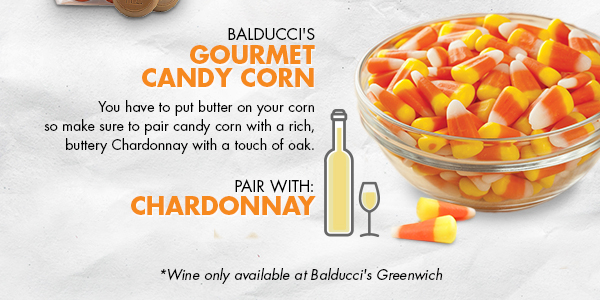 BALDUCCI'S
GOURMET
CANDY CORN
You have to put butter on your corn
so make sure to pair candy corn with a rich,
buttery Chardonnay with a touch of oak.
PAIR WITH:
CHARDONNAY
*Wine only available at Balducci's Greenwich